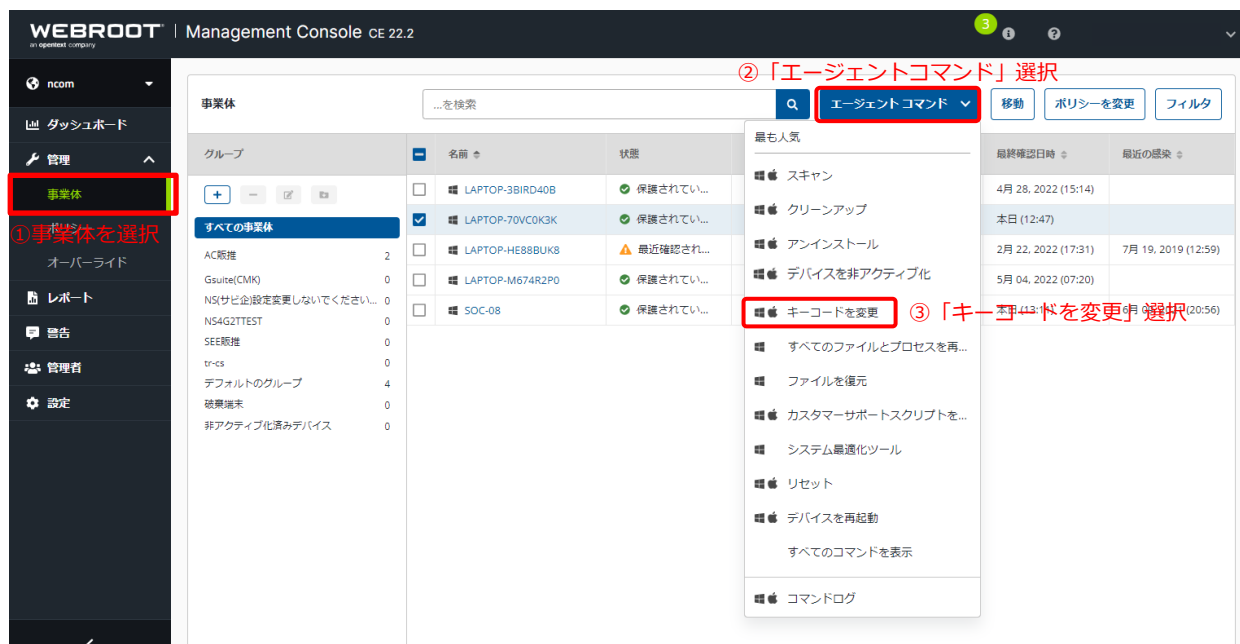 WEBROOT Management Console CE 22.2
an opentext company
3
ncom
②「エージェントコマンド」選択
事業体
...を検索
エージェント コマンド
移動
ポリシーを変更
フィルタ
ダッシュボード
管理
事業体
①事業体を選択
オーバーライド
レポート
警告
管理者
設定
グループ
すべての事業体
AC販推 2
Gsuite(CMK) 0
NS(サビ企)設定変更しないでください... 0
NS4G2TTEST 0
SEE販推 0
tr-cs 0
デフォルトのグループ 4
破棄端末 0
非アクティブ化済みデバイス 0
名前 状態 最終確認日時 最近の感染
LAPTOP-3BIRD40B 保護されてい... 4月 28, 2022 (15:14)
LAPTOP-70VC0K3K 保護されてい... 本日 (12:47)
LAPTOP-HE88BUK8 最近確認され... 2月 22, 2022 (17:31) 7月 19, 2019 (12:59)
LAPTOP-M674R2P0 保護されてい... 5月 04, 2022 (07:20)
SOC-08 保護されてい...
最も人気
スキャン
クリーンアップ
アンインストール
デバイスを非アクティブ化
キーコードを変更
③「キーコードを変更」選択
すべてのファイルとプロセスを再...
ファイルを復元
カスタマーサポートスクリプトを...
システム最適化ツール
リセット
デバイスを再起動
すべてのコマンドを表示
コマンドログ